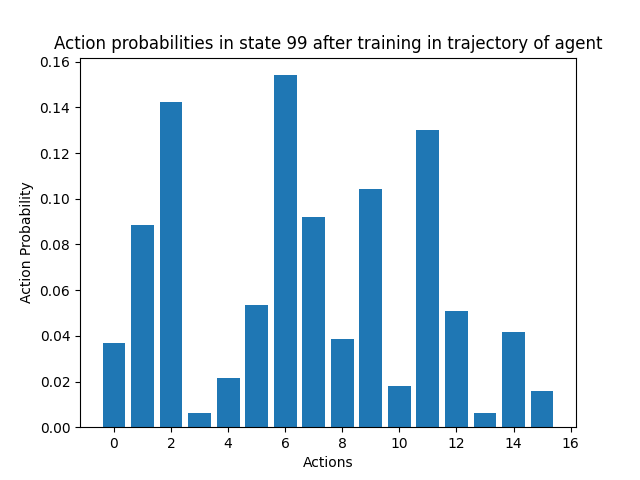 Action probabilities in state 99 after training in trajectory of agent
0.16
0.14
0.12
0.10
0.08
0.06
0.04
0.02
0.00
Action Probability
0 2 4 6 8 10 12 14 16
Actions